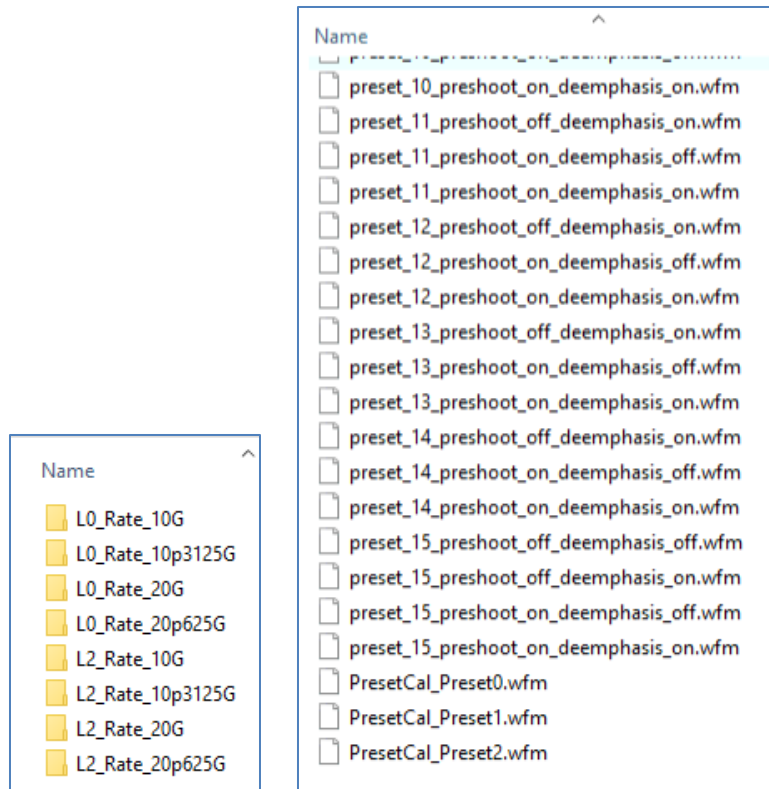 Name
L0_Rate_10G
L0_Rate_10p3125G
L0_Rate_20G
L0_Rate_20p625G
L2_Rate_10G
L2_Rate_10p3125G
L2_Rate_20G
L2_Rate_20p625G
Name
preset_10_preshoot_on_deemphasis_on.wfm
preset_11_preshoot_off_deemphasis_on.wfm
preset_11_preshoot_on_deemphasis_off.wfm
preset_11_preshoot_on_deemphasis_on.wfm
preset_12_preshoot_off_deemphasis_on.wfm
preset_12_preshoot_on_deemphasis_off.wfm
preset_12_preshoot_on_deemphasis_on.wfm
preset_13_preshoot_off_deemphasis_on.wfm
preset_13_preshoot_on_deemphasis_off.wfm
preset_13_preshoot_on_deemphasis_on.wfm
preset_14_preshoot_off_deemphasis_on.wfm
preset_14_preshoot_on_deemphasis_off.wfm
preset_14_preshoot_on_deemphasis_on.wfm
preset_15_preshoot_off_deemphasis_off.wfm
preset_15_preshoot_off_deemphasis_on.wfm
preset_15_preshoot_on_deemphasis_off.wfm
preset_15_preshoot_on_deemphasis_on.wfm
PresetCal_Preset0.wfm
PresetCal_Preset1.wfm
PresetCal_Preset2.wfm